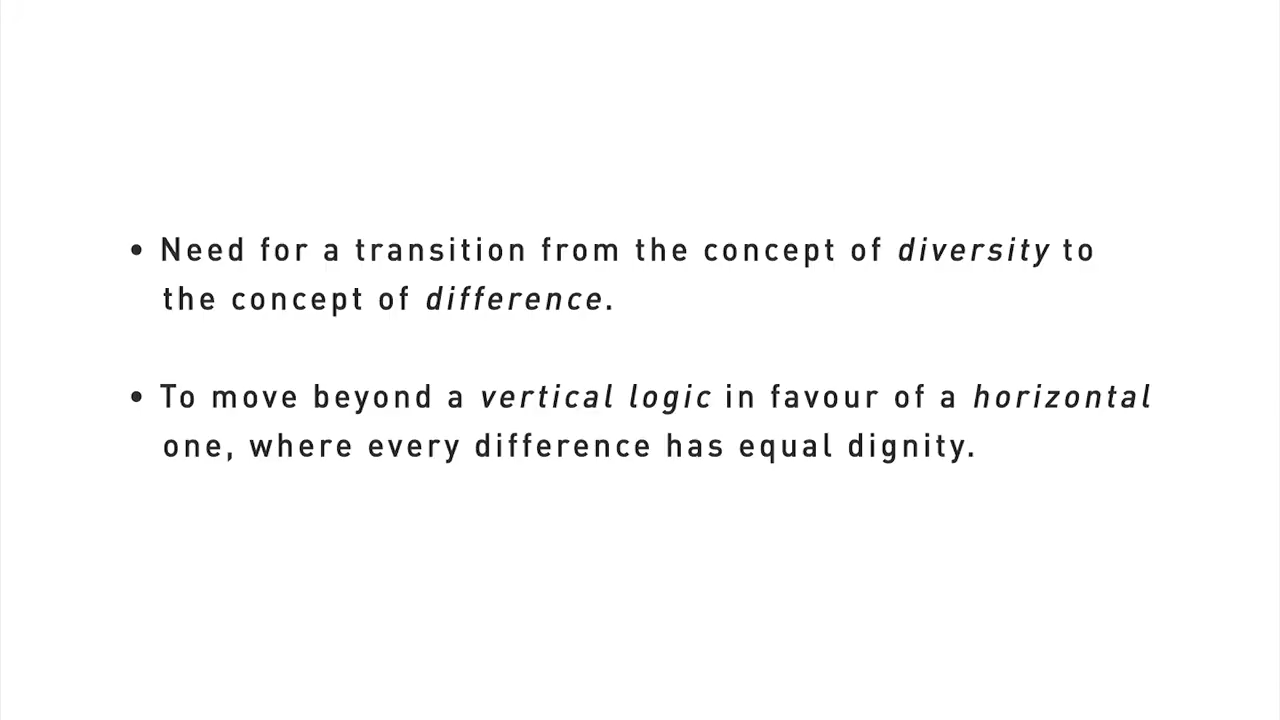 • Need for a transition from the concept of diversity to
the concept of difference.
• To move beyond a vertical logic in favour of a horizontal
one, where every difference has equal dignity.